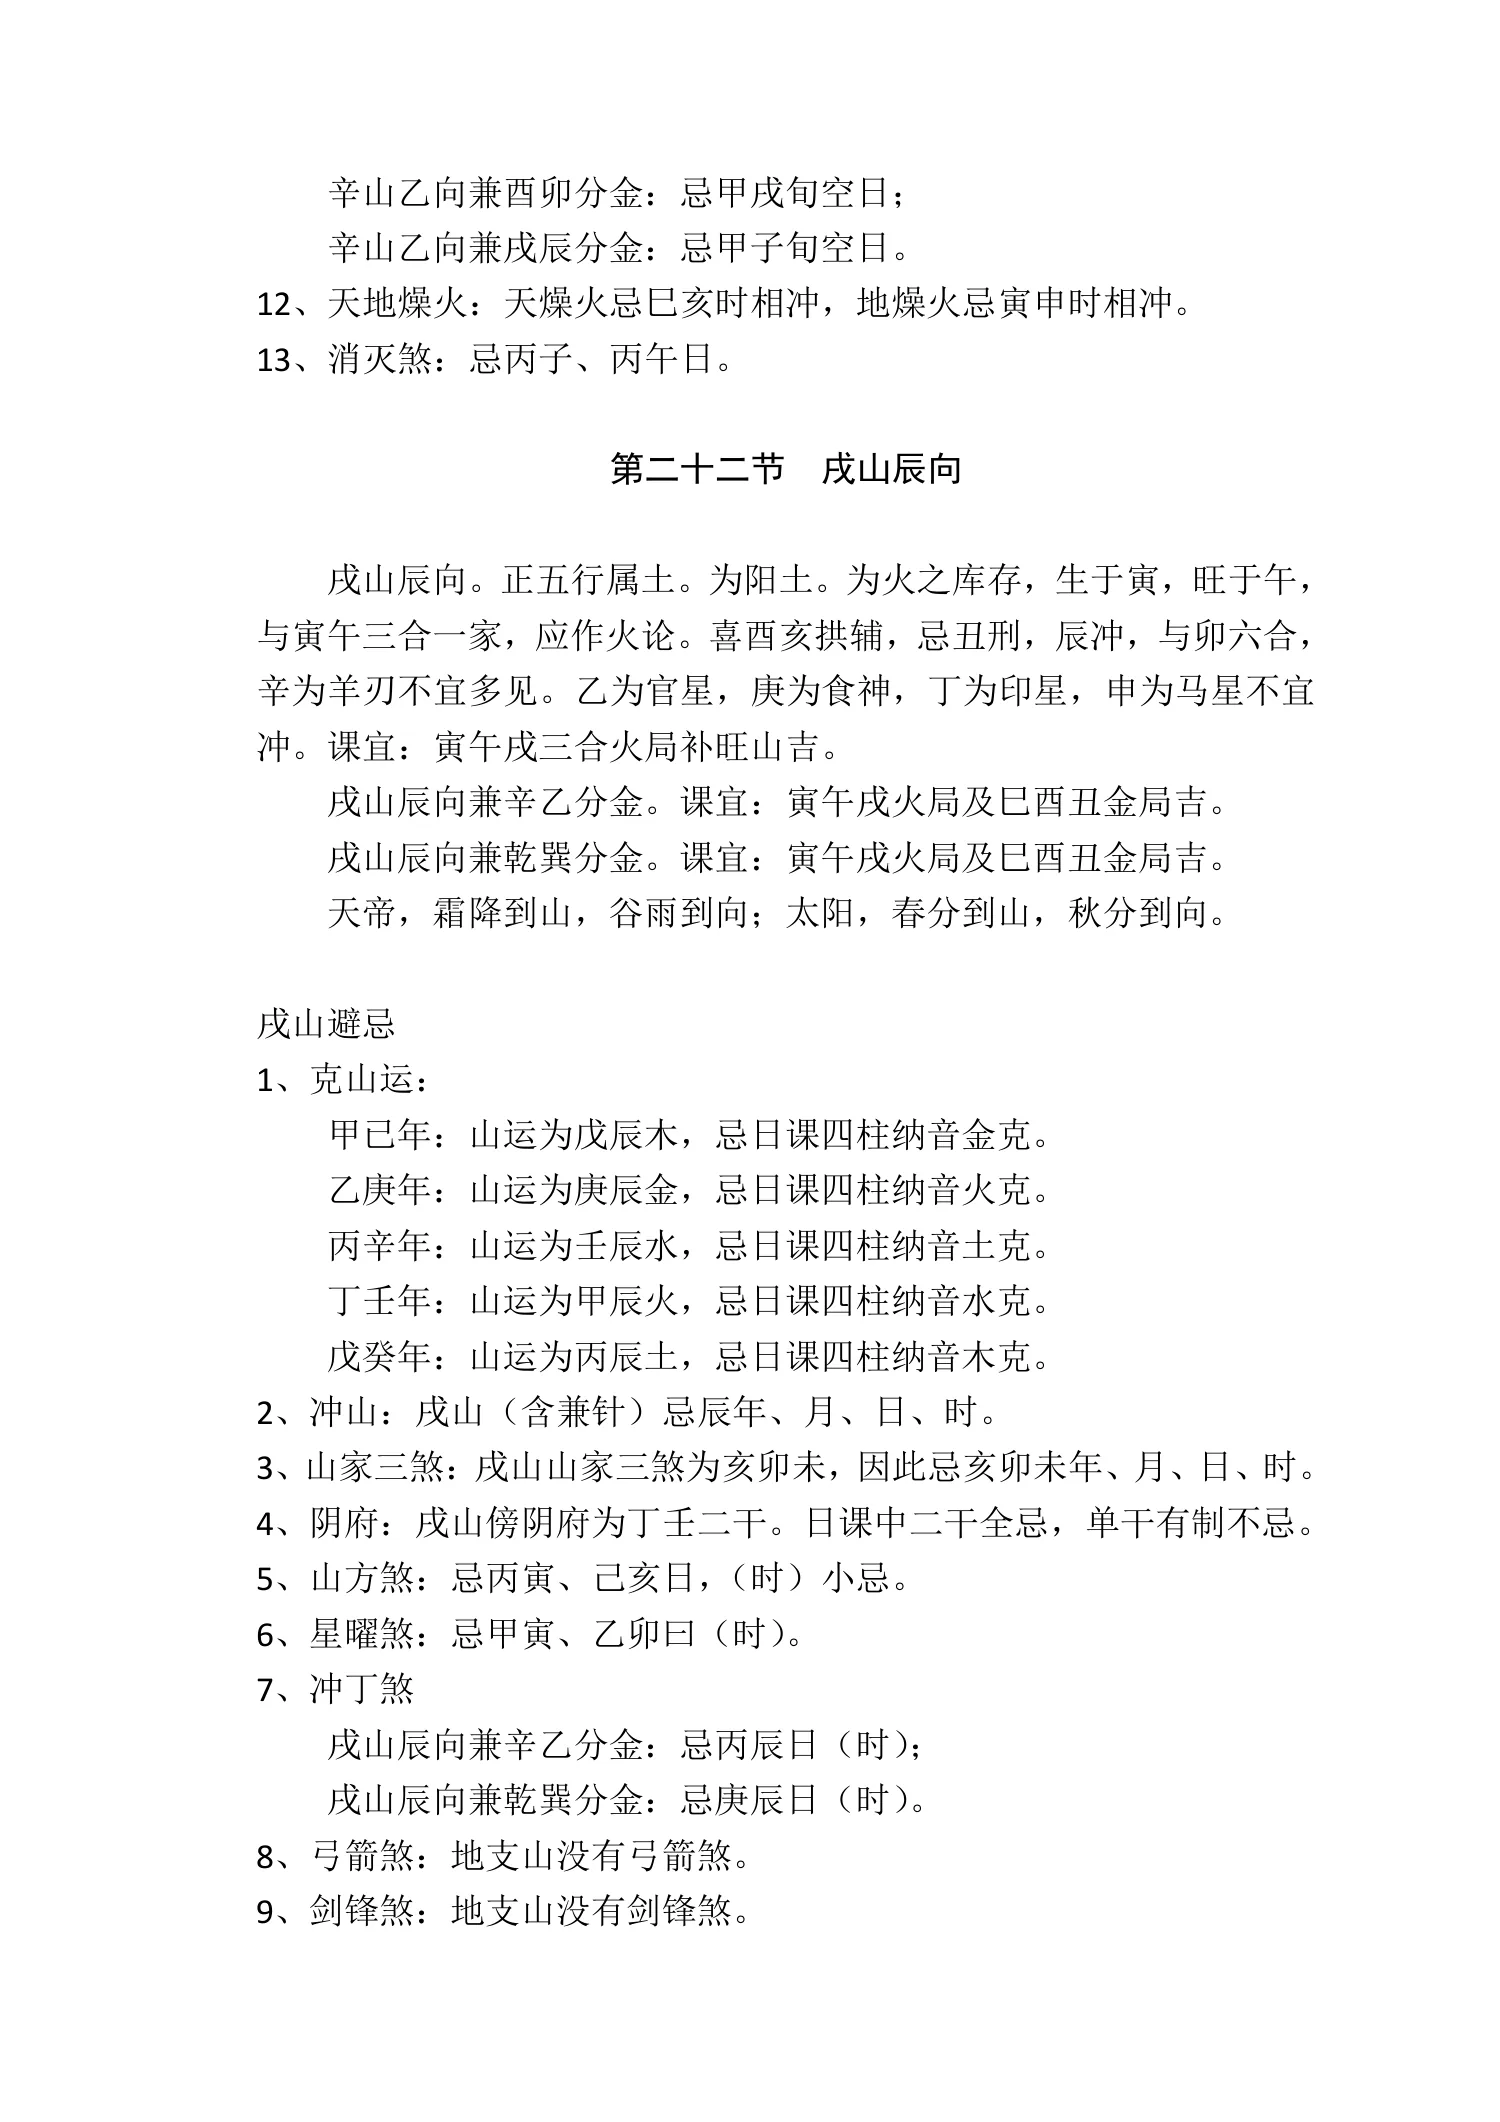 辛山乙向兼酉卯分金：忌甲戌旬空日；
辛山乙向兼戌辰分金：忌甲子旬空日。
12、天地燥火：天燥火忌巳亥时相冲，地燥火忌寅申时相冲。
13、消灭煞：忌丙子、丙午日。
第二十二节　戌山辰向
戌山辰向。正五行属土。为阳土。为火之库存，生于寅，旺于午，
与寅午三合一家，应作火论。喜酉亥拱辅，忌丑刑，辰冲，与卯六合，
辛为羊刃不宜多见。乙为官星，庚为食神，丁为印星，申为马星不宜
冲。课宜：寅午戌三合火局补旺山吉。
戌山辰向兼辛乙分金。课宜：寅午戌火局及巳酉丑金局吉。
戌山辰向兼乾巽分金。课宜：寅午戌火局及巳酉丑金局吉。
天帝，霜降到山，谷雨到向；太阳，春分到山，秋分到向。
戌山避忌
1、克山运：
甲己年：山运为戊辰木，忌日课四柱纳音金克。
乙庚年：山运为庚辰金，忌日课四柱纳音火克。
丙辛年：山运为壬辰水，忌日课四柱纳音土克。
丁壬年：山运为甲辰火，忌日课四柱纳音水克。
戊癸年：山运为丙辰土，忌日课四柱纳音木克。
2、冲山：戌山（含兼针）忌辰年、月、日、时。
3、山家三煞：戌山山家三煞为亥卯未，因此忌亥卯未年、月、日、时。
4、阴府：戌山傍阴府为丁壬二干。日课中二干全忌，单干有制不忌。
5、山方煞：忌丙寅、己亥日，（时）小忌。
6、星曜煞：忌甲寅、乙卯曰（时）。
7、冲丁煞
戌山辰向兼辛乙分金：忌丙辰日（时）；
戌山辰向兼乾巽分金：忌庚辰日（时）。
8、弓箭煞：地支山没有弓箭煞。
9、剑锋煞：地支山没有剑锋煞。